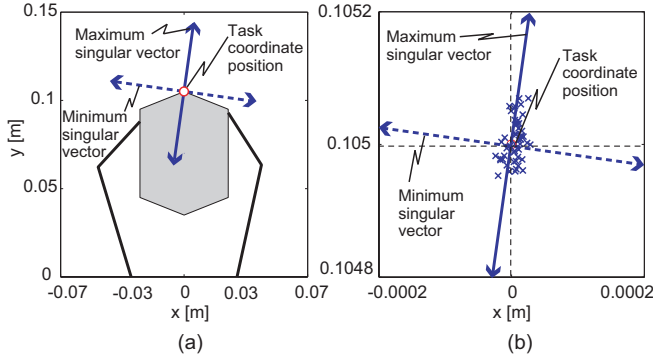 Maximum
singular vector
Task
coordinate
position
Minimum
singular
vector
0.15
0.1
0.05
0
y [m]
-0.07
-0.03
0
0.03
0.07
x [m]
(a)
0.1052
0.105
0.1048
Maximum
singular vector
Task
coordinate
position
Minimum
singular
vector
-0.0002
0
0.0002
x [m]
(b)